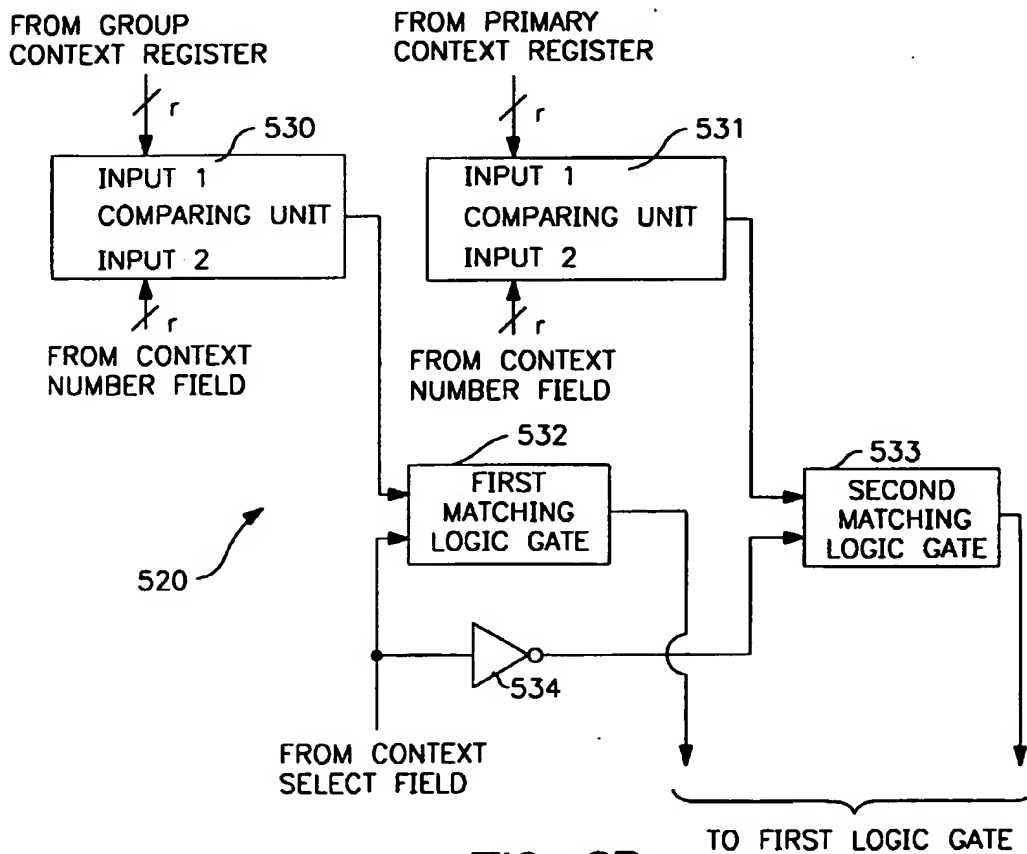 FROM GROUP
CONTEXT REGISTER
r
530
INPUT 1
COMPARING UNIT
INPUT 2
r
FROM CONTEXT
NUMBER FIELD
FROM PRIMARY
CONTEXT REGISTER
r
531
INPUT 1
COMPARING UNIT
INPUT 2
r
FROM CONTEXT
NUMBER FIELD
532
FIRST
MATCHING
LOGIC GATE
533
SECOND
MATCHING
LOGIC GATE
520
534
FROM CONTEXT
SELECT FIELD
TO FIRST LOGIC GATE